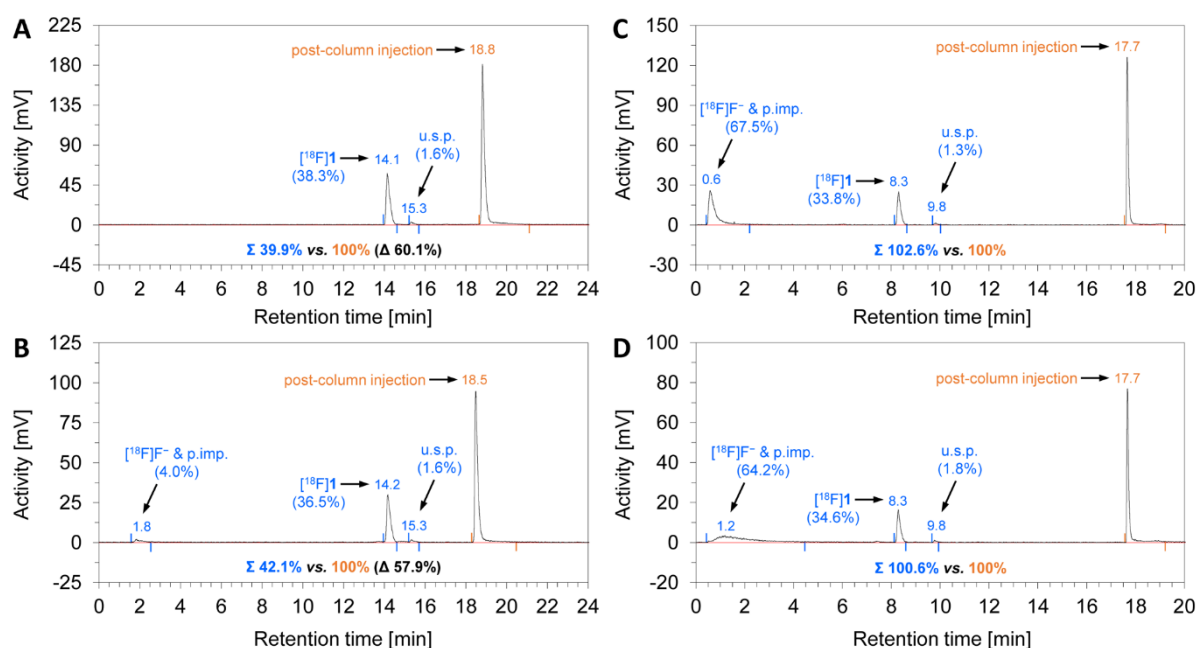 A
225
180
135
90
45
0
-45
Activity [mV]
post-column injection
18.8
[¹⁸F]1
(38.3%)
14.1
u.s.p.
(1.6%)
15.3
Σ 39.9% vs. 100% (Δ 60.1%)
0 2 4 6 8 10 12 14 16 18 20 22 24
Retention time [min]
B
125
100
75
50
25
0
-25
Activity [mV]
post-column injection
18.5
[¹⁸F]F⁻ & p.imp.
(4.0%)
1.8
[¹⁸F]1
(36.5%)
14.2
u.s.p.
(1.6%)
15.3
Σ 42.1% vs. 100% (Δ 57.9%)
0 2 4 6 8 10 12 14 16 18 20 22 24
Retention time [min]
C
150
120
90
60
30
0
-30
Activity [mV]
post-column injection
17.7
[¹⁸F]F⁻ & p.imp.
(67.5%)
0.6
[¹⁸F]1
(33.8%)
8.3
u.s.p.
(1.3%)
9.8
Σ 102.6% vs. 100%
0 2 4 6 8 10 12 14 16 18 20
Retention time [min]
D
100
80
60
40
20
0
-20
Activity [mV]
post-column injection
17.7
[¹⁸F]F⁻ & p.imp.
(64.2%)
1.2
[¹⁸F]1
(34.6%)
8.3
u.s.p.
(1.8%)
9.8
Σ 100.6% vs. 100%
0 2 4 6 8 10 12 14 16 18 20
Retention time [min]